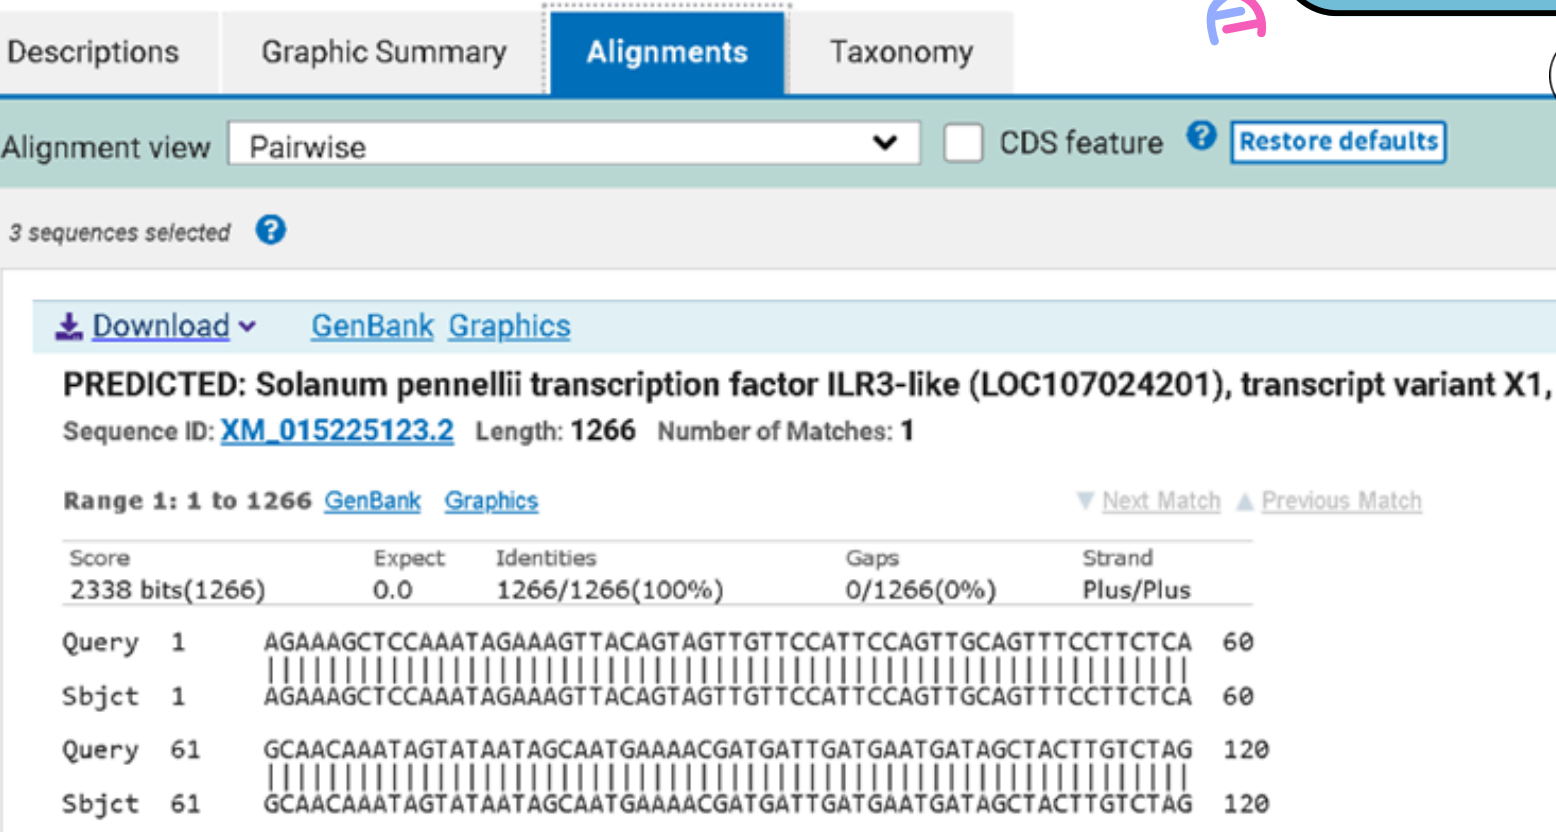 Descriptions Graphic Summary Alignments Taxonomy
Alignment view Pairwise CDS feature ? Restore defaults
3 sequences selected ?
Download GenBank Graphics
PREDICTED: Solanum pennellii transcription factor ILR3-like (LOC107024201), transcript variant X1,
Sequence ID: XM_015225123.2 Length: 1266 Number of Matches: 1
Range 1: 1 to 1266 GenBank Graphics Next Match Previous Match
Score Expect Identities Gaps Strand
2338 bits(1266) 0.0 1266/1266(100%) 0/1266(0%) Plus/Plus
Query 1 AGAAAGCTCCAAATAGAAAGTTACAGTAGTTGTTCCATTCCAGTTGCAGTTTCCTTCTCA 60
Sbjct 1 AGAAAGCTCCAAATAGAAAGTTACAGTAGTTGTTCCATTCCAGTTGCAGTTTCCTTCTCA 60
Query 61 GCAACAAATAGTATAATAGCAATGAAAACGATGATTGATGAATGATAGCTACTTGTCTAG 120
Sbjct 61 GCAACAAATAGTATAATAGCAATGAAAACGATGATTGATGAATGATAGCTACTTGTCTAG 120